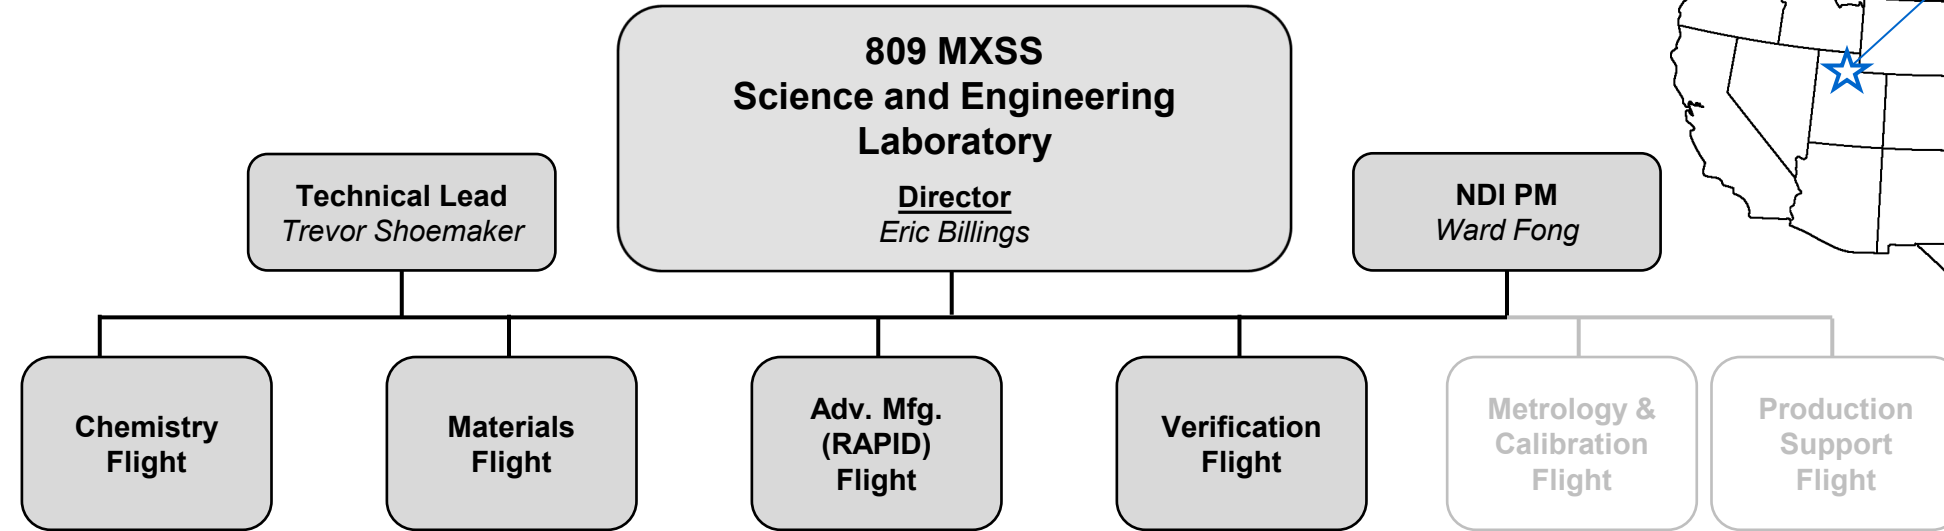 809 MXSS
Science and Engineering
Laboratory
Director
Eric Billings
Technical Lead
Trevor Shoemaker
NDI PM
Ward Fong
Chemistry
Flight
Materials
Flight
Adv. Mfg.
(RAPID)
Flight
Verification
Flight
Metrology &
Calibration
Flight
Production
Support
Flight